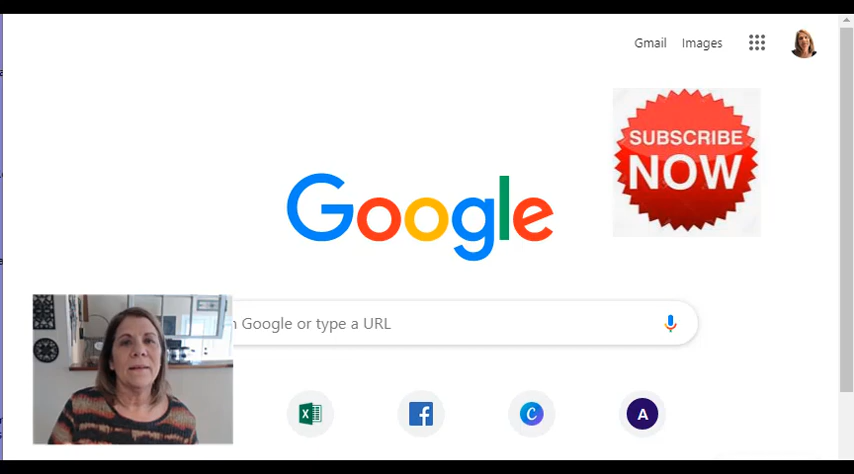 Gmail Images
SUBSCRIBE
NOW
Google
Google or type a URL
A